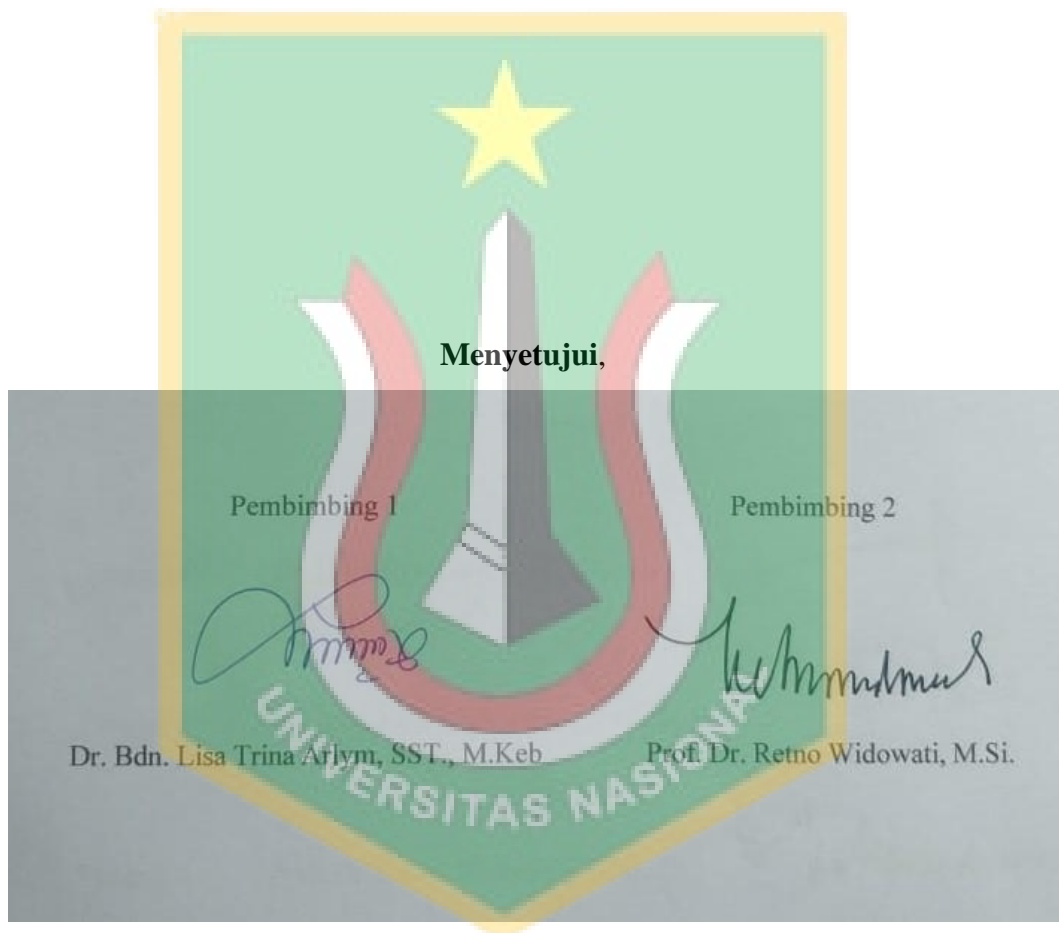 Menyetujui,
Pembimbing 1
Pembimbing 2
Dr. Bdn. Lisa Trina Arlym, SST., M.Keb
Prof. Dr. Retno Widowati, M.Si.
UNIVERSITAS NASIONAL